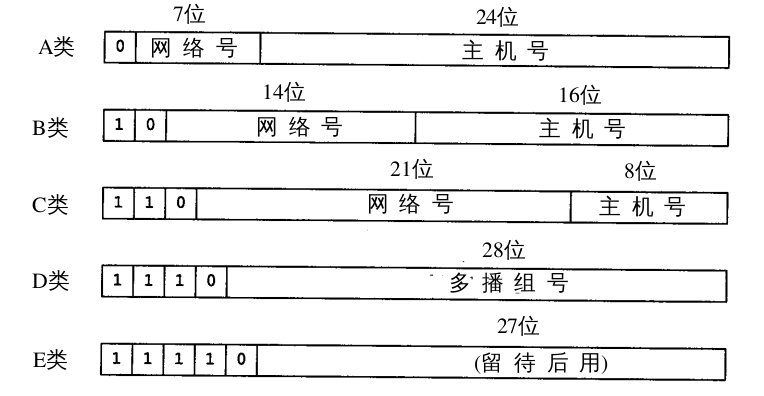 7位 24位
A类 0 网络号 主机号
14位 16位
B类 1 0 网络号 主机号
21位 8位
C类 1 1 0 网络号 主机号
28位
D类 1 1 1 0 多播组号
27位
E类 1 1 1 1 0 (留待后用)